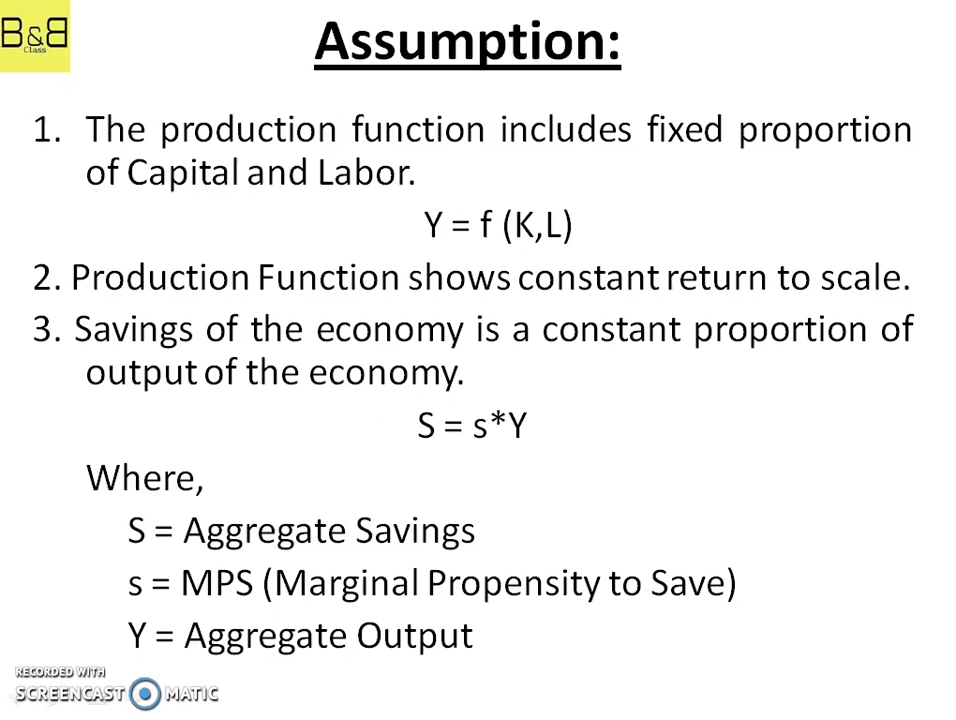 B&B
Class
Assumption:
1. The production function includes fixed proportion
of Capital and Labor.
Y = f (K,L)
2. Production Function shows constant return to scale.
3. Savings of the economy is a constant proportion of
output of the economy.
S = s*Y
Where,
S = Aggregate Savings
s = MPS (Marginal Propensity to Save)
Y = Aggregate Output
RECORDED WITH
SCREENCAST MATIC